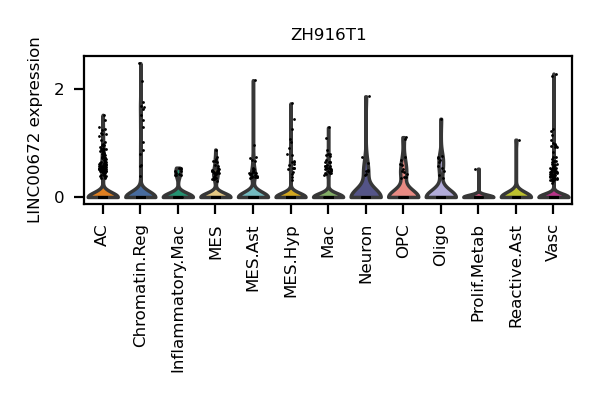 ZH916T1
LINC00672 expression
2
0
AC
Chromatin.Reg
Inflammatory.Mac
MES
MES.Ast
MES.Hyp
Mac
Neuron
OPC
Oligo
Prolif.Metab
Reactive.Ast
Vasc